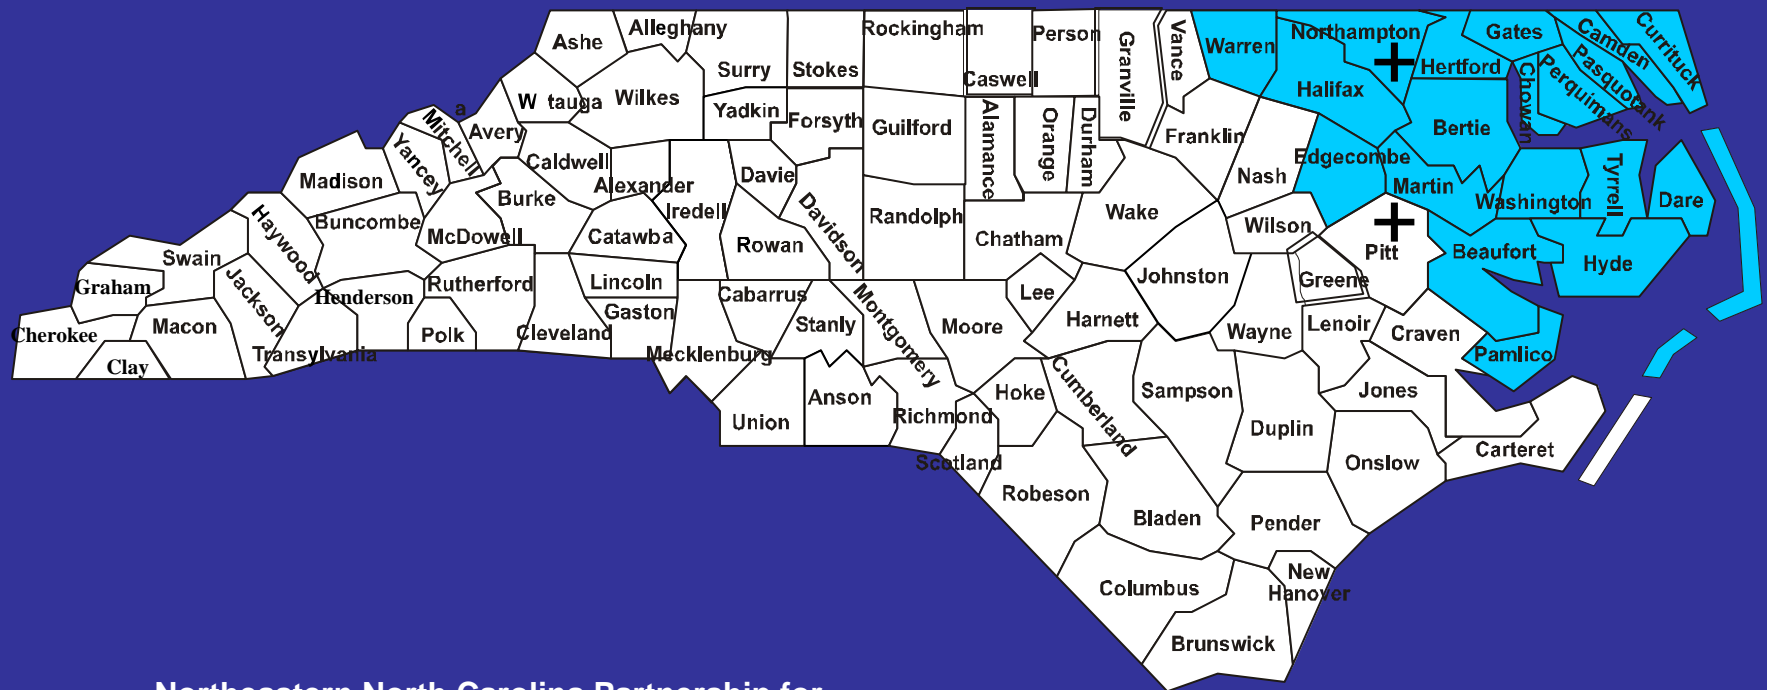 Ashe
Alleghany
Surry
Stokes
Rockingham
Caswell
Person
Granville
Vance
Warren
Northampton
Gates
Camden
Currituck
Pasquotank
Perquimans
Chowan
Hertford
Halifax
Bertie
W tauga
a
Wilkes
Yadkin
Forsyth
Guilford
Alamance
Orange
Durham
Franklin
Nash
Edgecombe
Martin
Washington
Tyrrell
Dare
Mitchell
Avery
Yancey
Caldwell
Alexander
Davie
Iredell
Madison
Burke
Buncombe
McDowell
Catawba
Rowan
Davidson
Randolph
Chatham
Wake
Wilson
Pitt
Beaufort
Hyde
Haywood
Swain
Graham
Jackson
Henderson
Rutherford
Lincoln
Gaston
Cabarrus
Stanly
Montgomery
Moore
Lee
Harnett
Johnston
Greene
Wayne
Lenoir
Craven
Pamlico
Cherokee
Macon
Clay
Transylvania
Polk
Cleveland
Mecklenburg
Union
Anson
Richmond
Hoke
Cumberland
Sampson
Duplin
Jones
Onslow
Carteret
Scotland
Robeson
Bladen
Pender
Columbus
New
Hanover
Brunswick
Northeastern North Carolina Partnership for